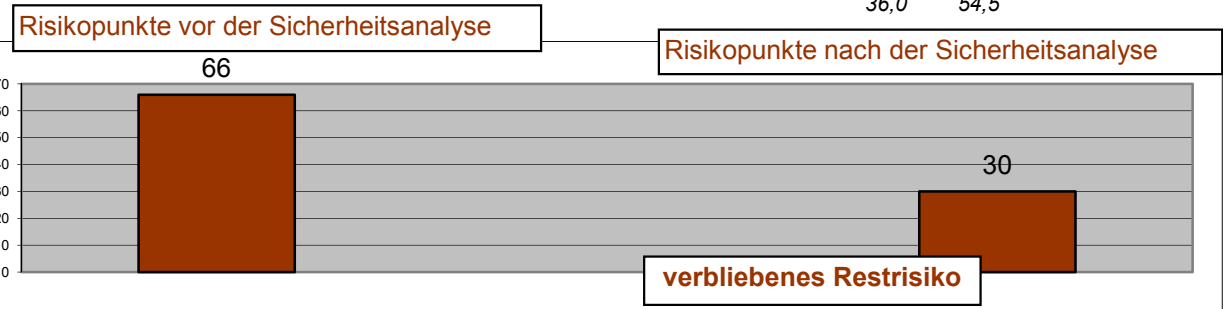 36,0 54,5
Risikopunkte vor der Sicherheitsanalyse
Risikopunkte nach der Sicherheitsanalyse
66
30
verbliebenes Restrisiko